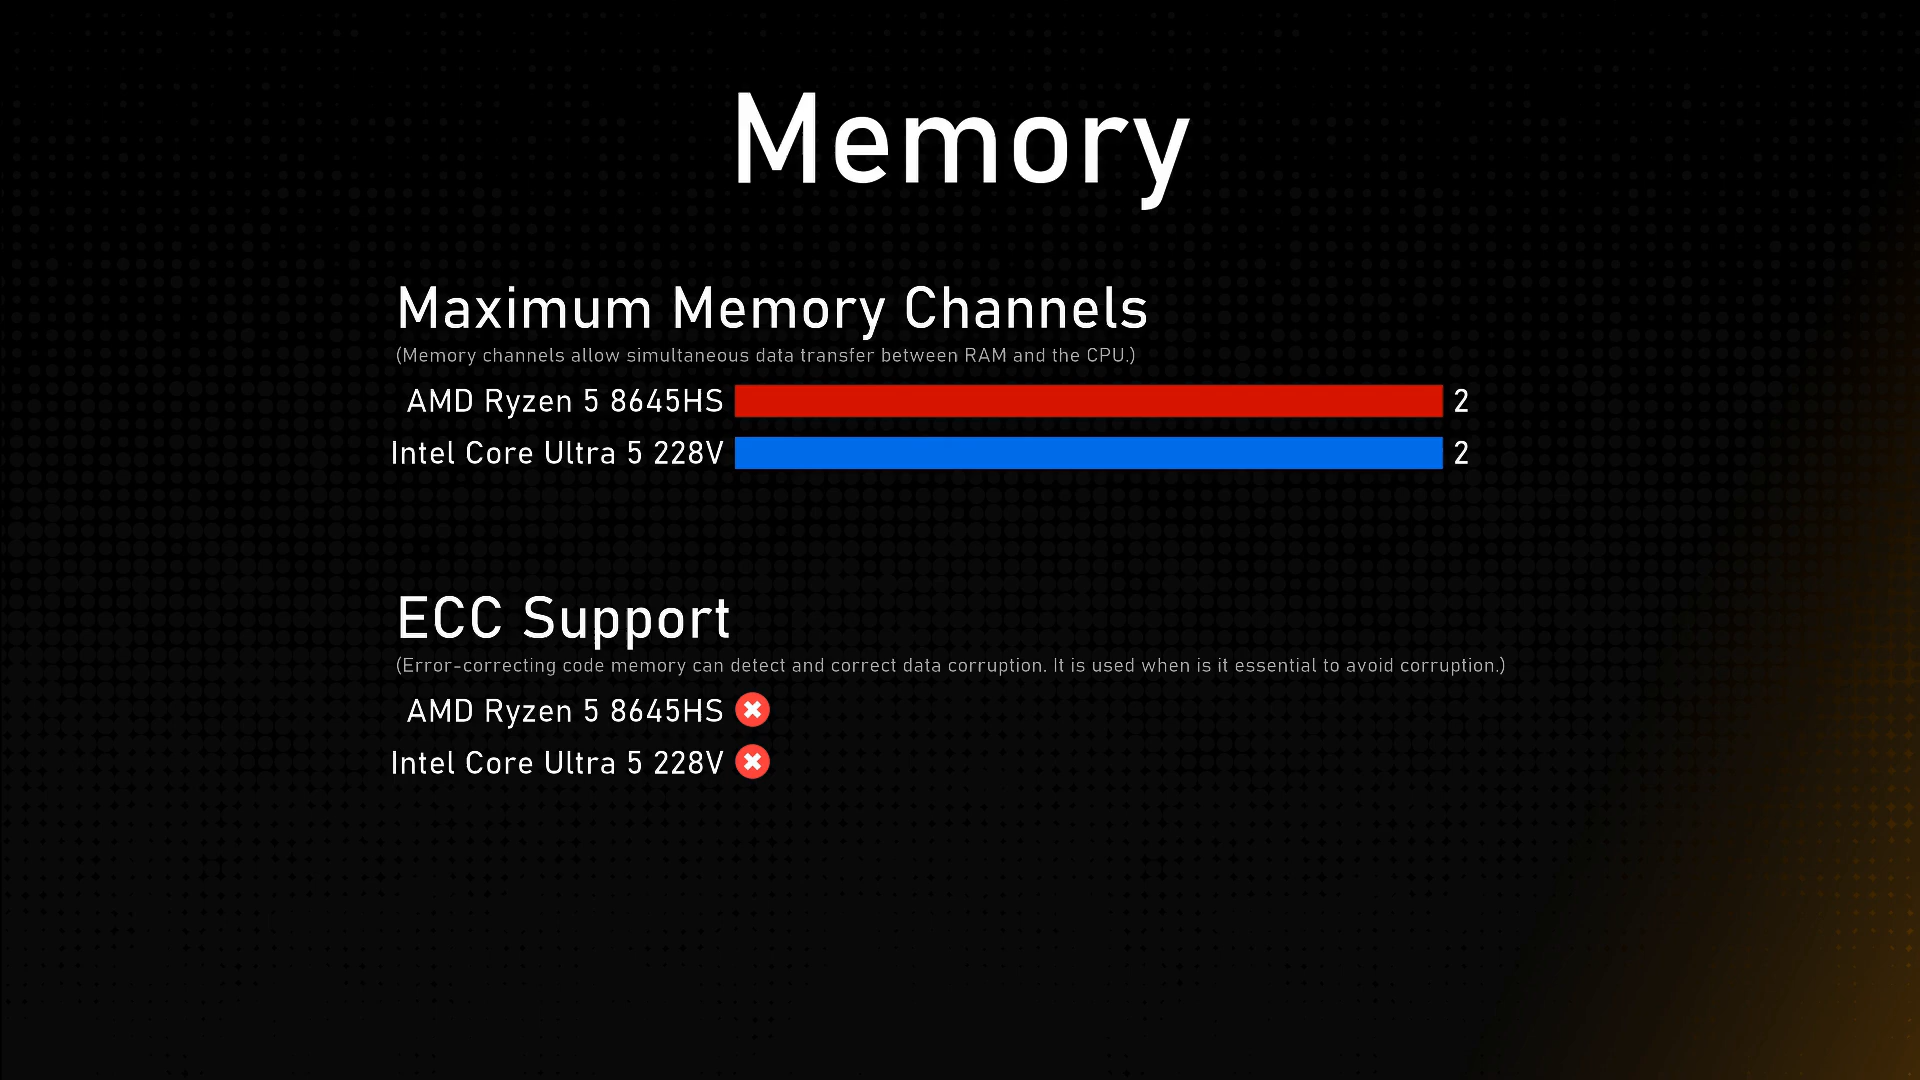 Memory
Maximum Memory Channels
(Memory channels allow simultaneous data transfer between RAM and the CPU.)
AMD Ryzen 5 8645HS 2
Intel Core Ultra 5 228V 2
ECC Support
(Error-correcting code memory can detect and correct data corruption. It is used when is it essential to avoid corruption.)
AMD Ryzen 5 8645HS
Intel Core Ultra 5 228V